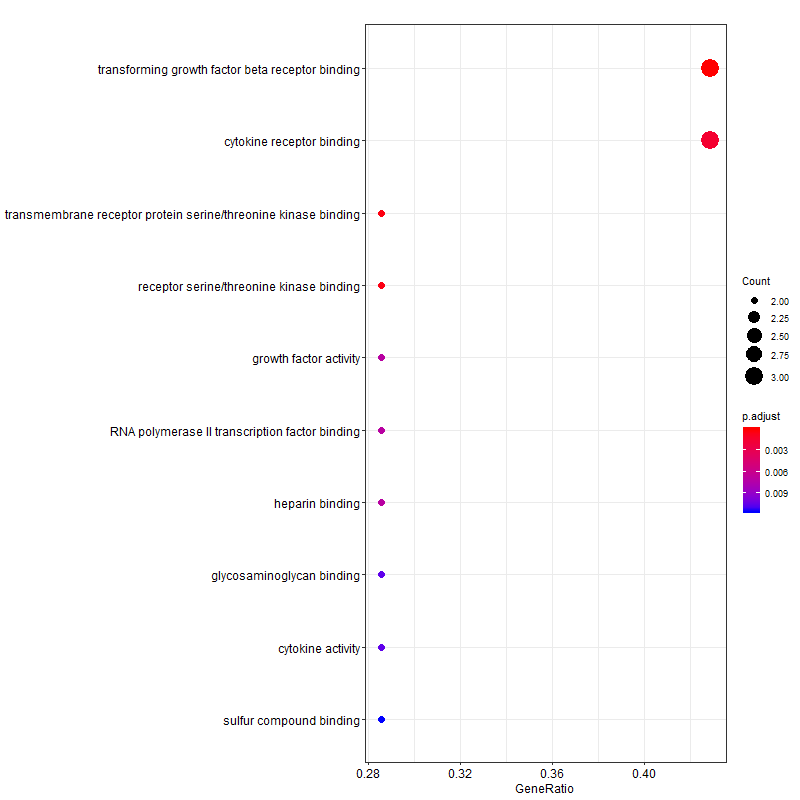 transforming growth factor beta receptor binding
cytokine receptor binding
transmembrane receptor protein serine/threonine kinase binding
receptor serine/threonine kinase binding
growth factor activity
RNA polymerase II transcription factor binding
heparin binding
glycosaminoglycan binding
cytokine activity
sulfur compound binding
0.28 0.32 0.36 0.40
GeneRatio
Count
2.00
2.25
2.50
2.75
3.00
p.adjust
0.003
0.006
0.009